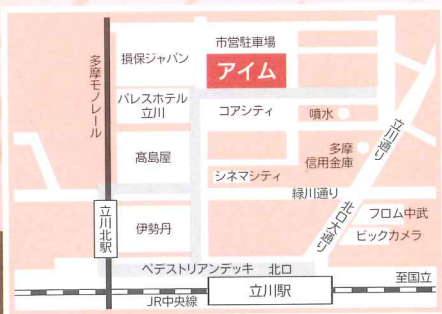 市営駐車場
損保ジャパン
アイム
多摩モノレール
パレスホテル
立川
コアシティ
噴水
立川通り
髙島屋
多摩
信用金庫
シネマシティ
緑川通り
立川北駅
伊勢丹
北口大通り
フロム中武
ビックカメラ
ペデストリアンデッキ 北口
至国立
立川駅
JR中央線